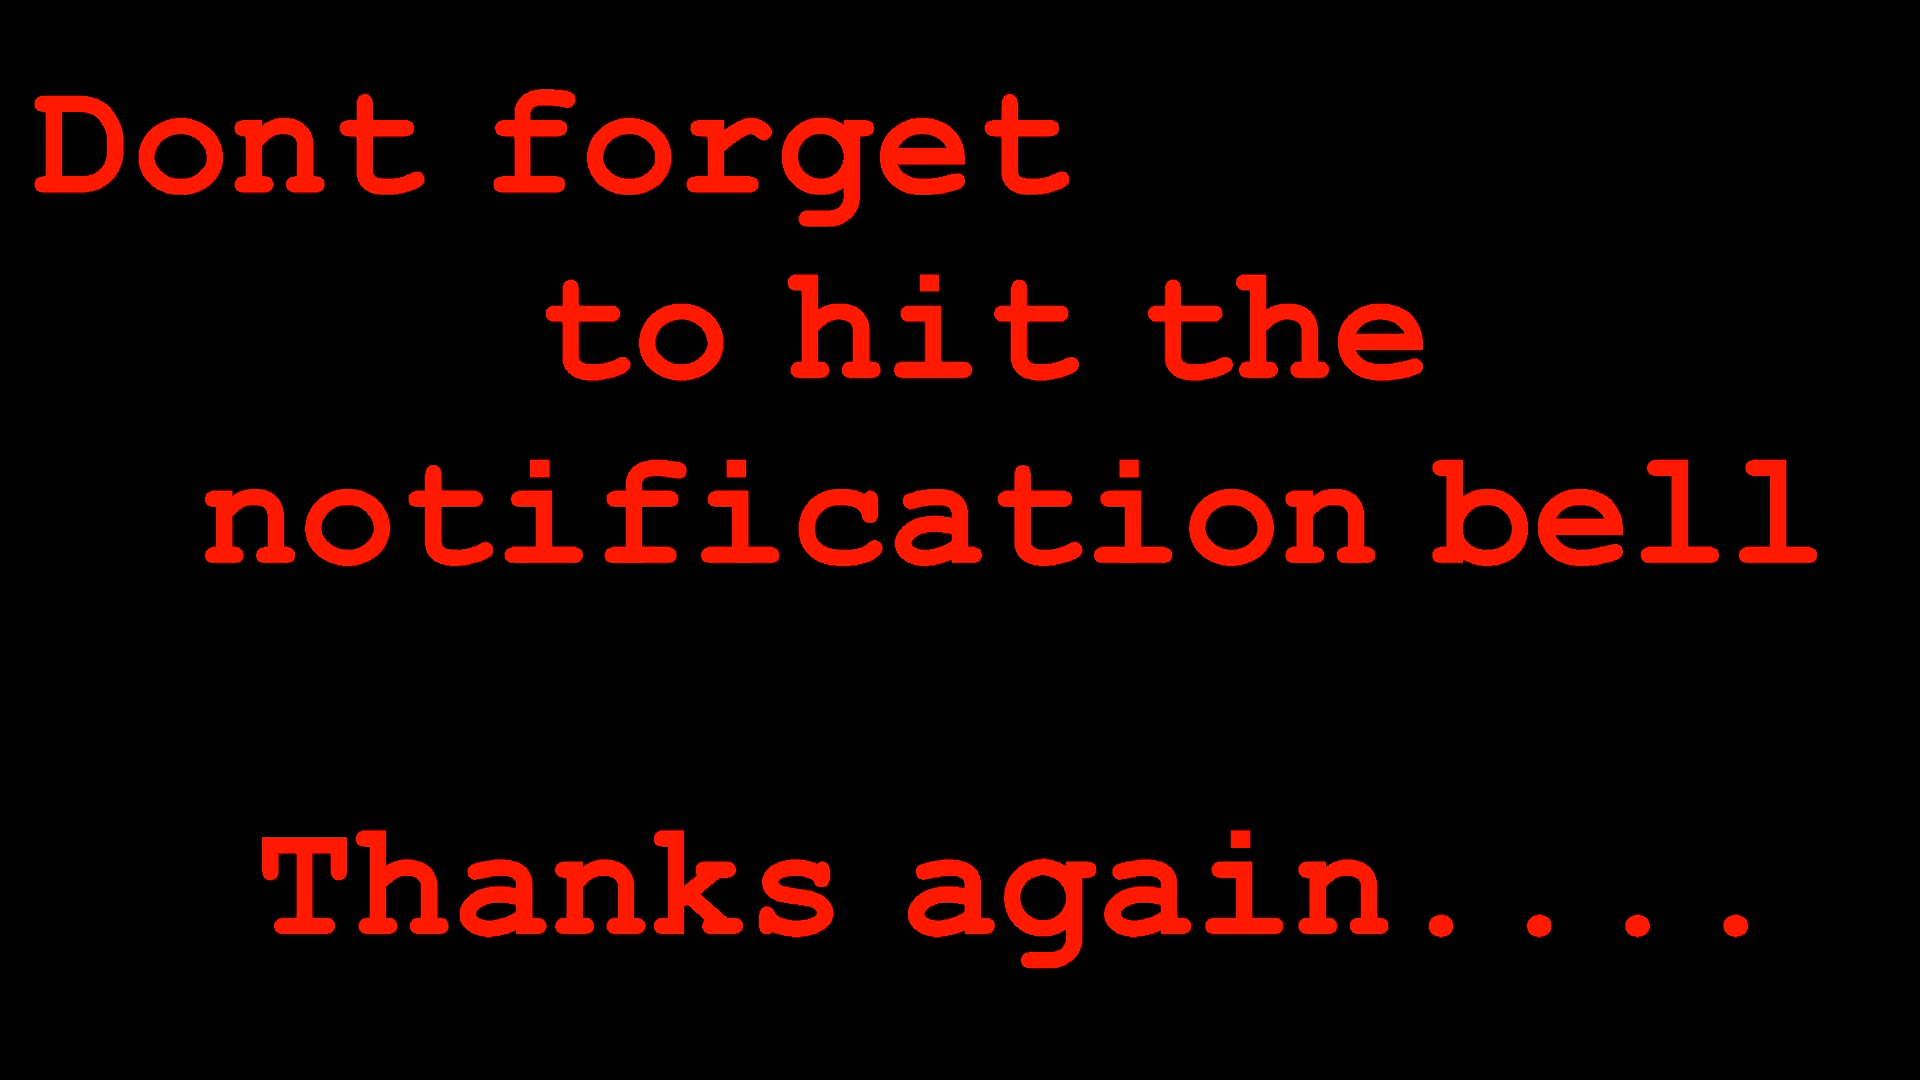 Dont forget
to hit the
notification bell
Thanks again....